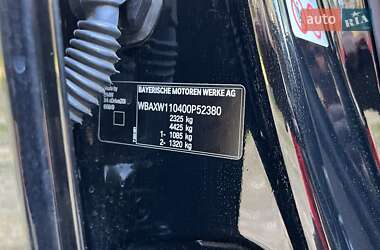 auto RIA
BAYERISCHE MOTOREN WERKE AG
WBAXW110400P52380
2325 kg
4425 kg
1- 1085 kg
2- 1320 kg